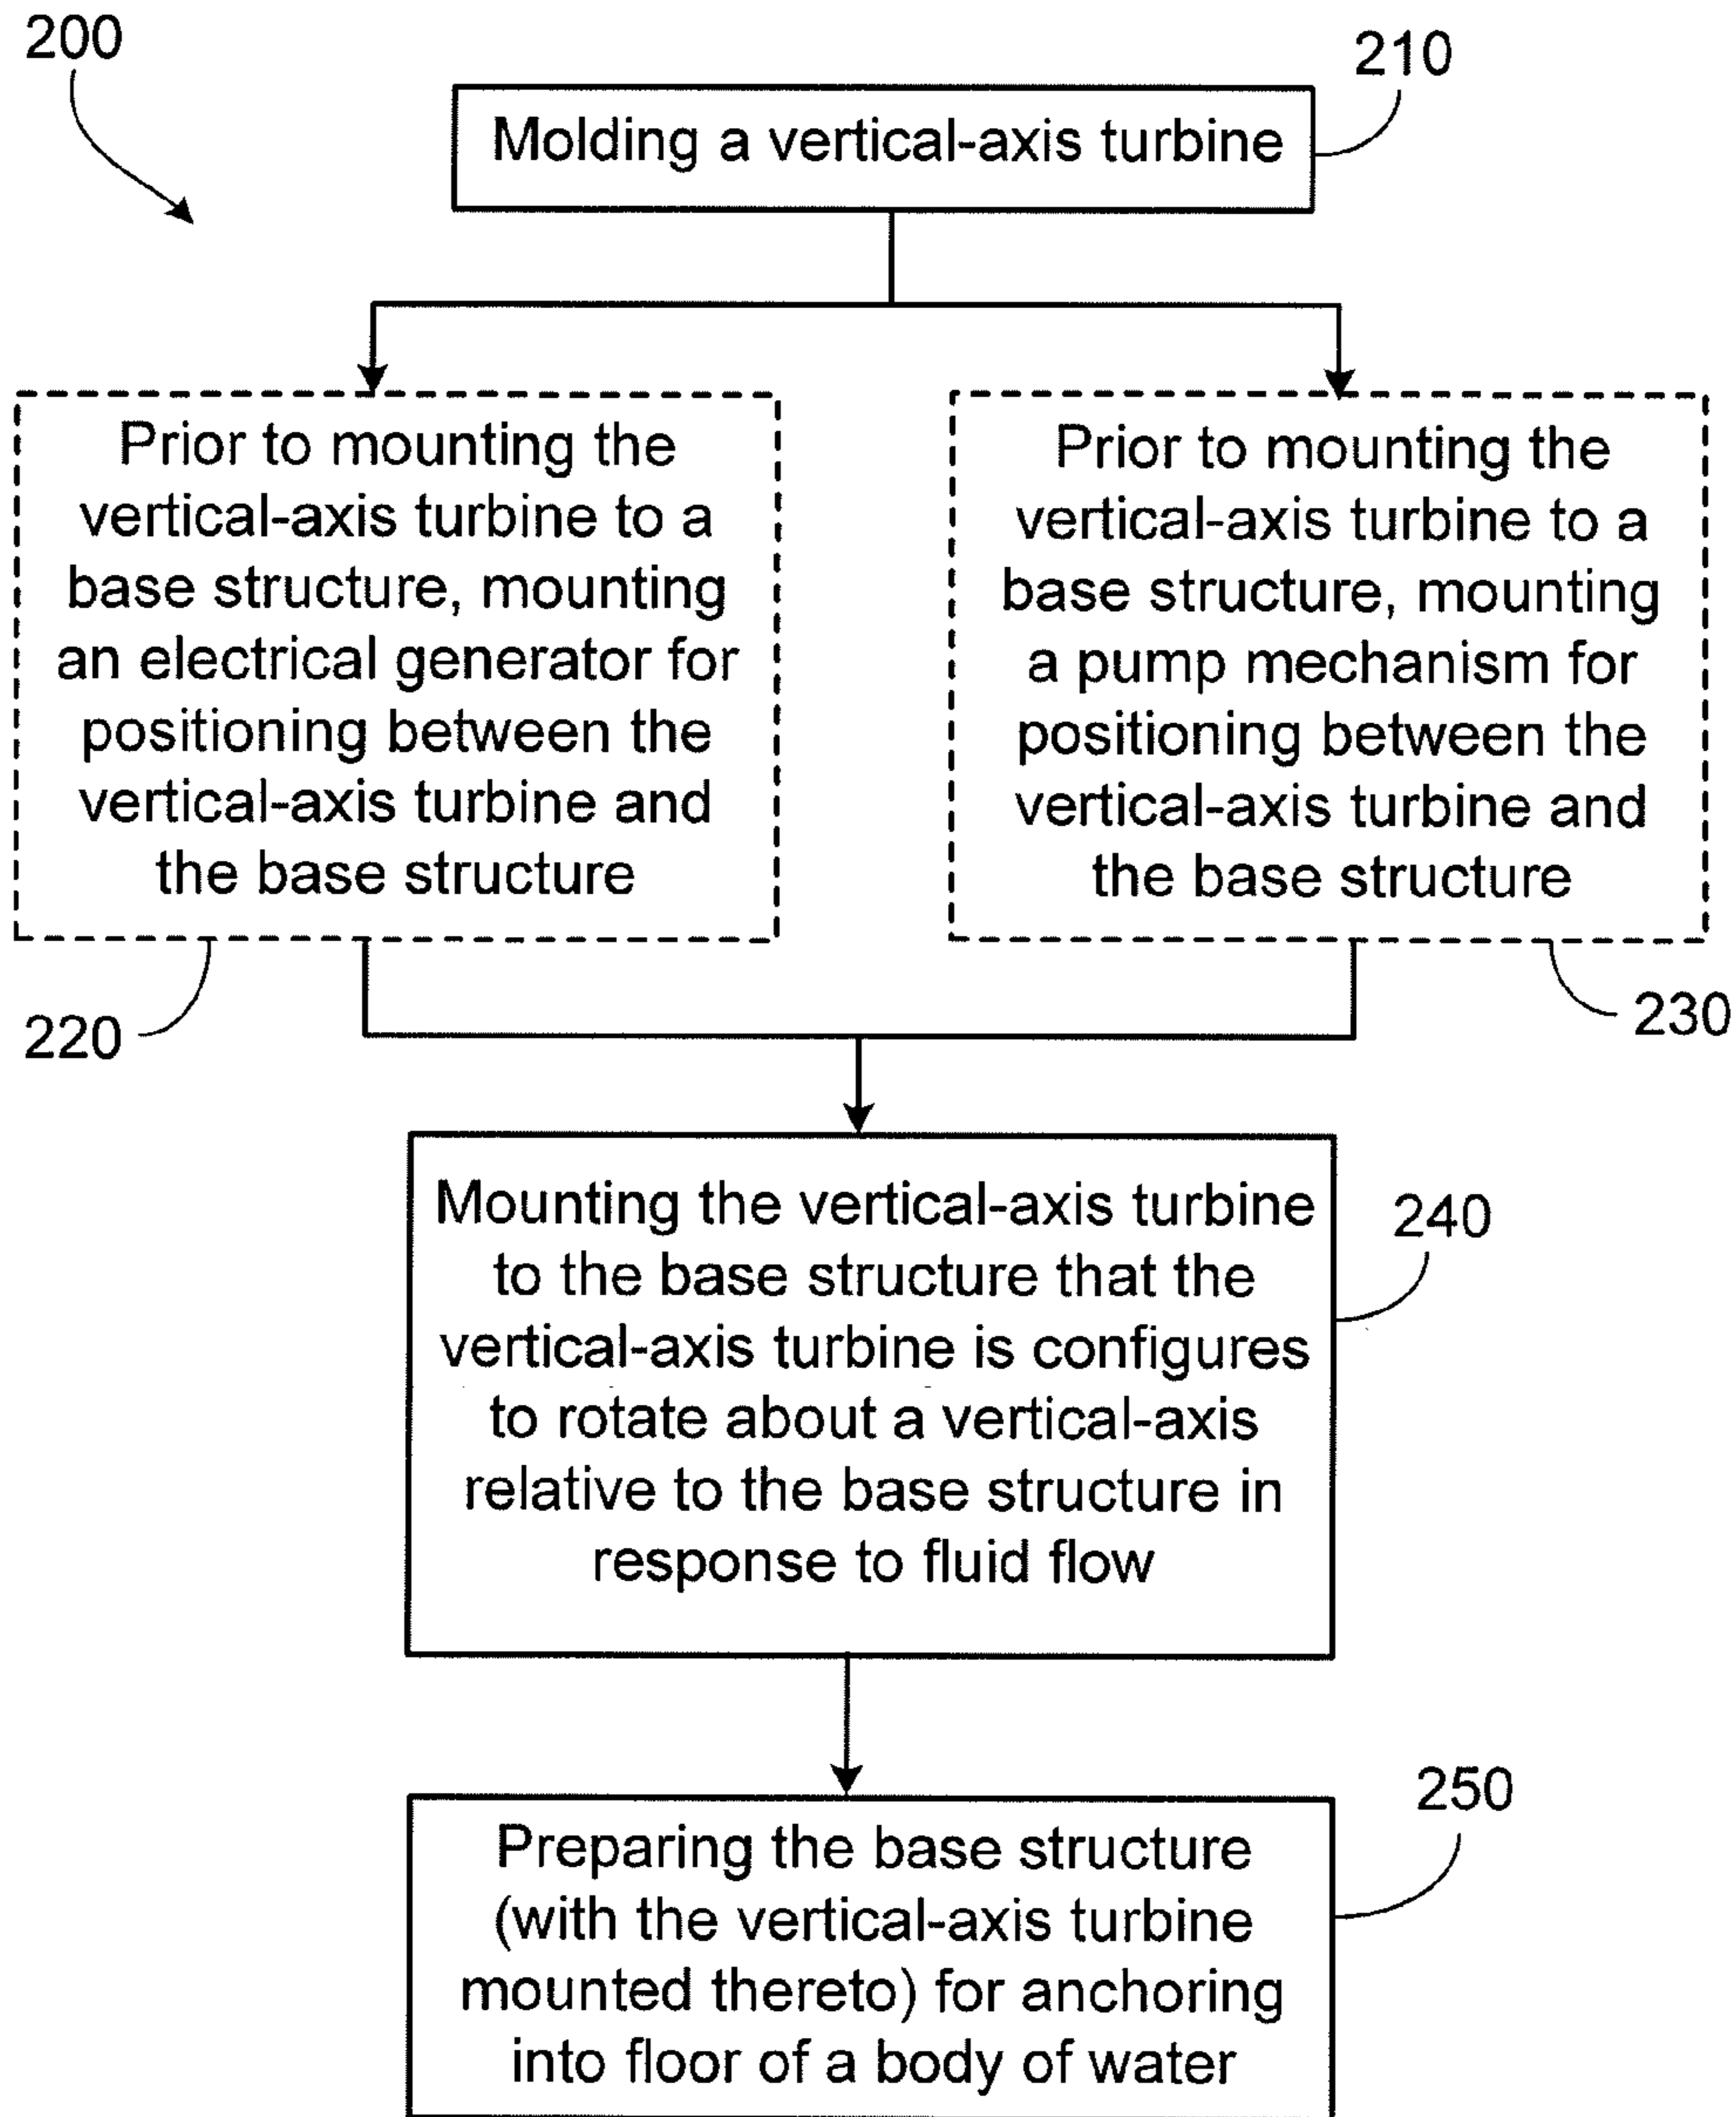 200
210
Molding a vertical-axis turbine
Prior to mounting the
vertical-axis turbine to a
base structure, mounting
an electrical generator for
positioning between the
vertical-axis turbine and
the base structure
220
Prior to mounting the
vertical-axis turbine to a
base structure, mounting
a pump mechanism for
positioning between the
vertical-axis turbine and
the base structure
230
Mounting the vertical-axis turbine
to the base structure that the
vertical-axis turbine is configures
to rotate about a vertical-axis
relative to the base structure in
response to fluid flow
240
Preparing the base structure
(with the vertical-axis turbine
mounted thereto) for anchoring
into floor of a body of water
250